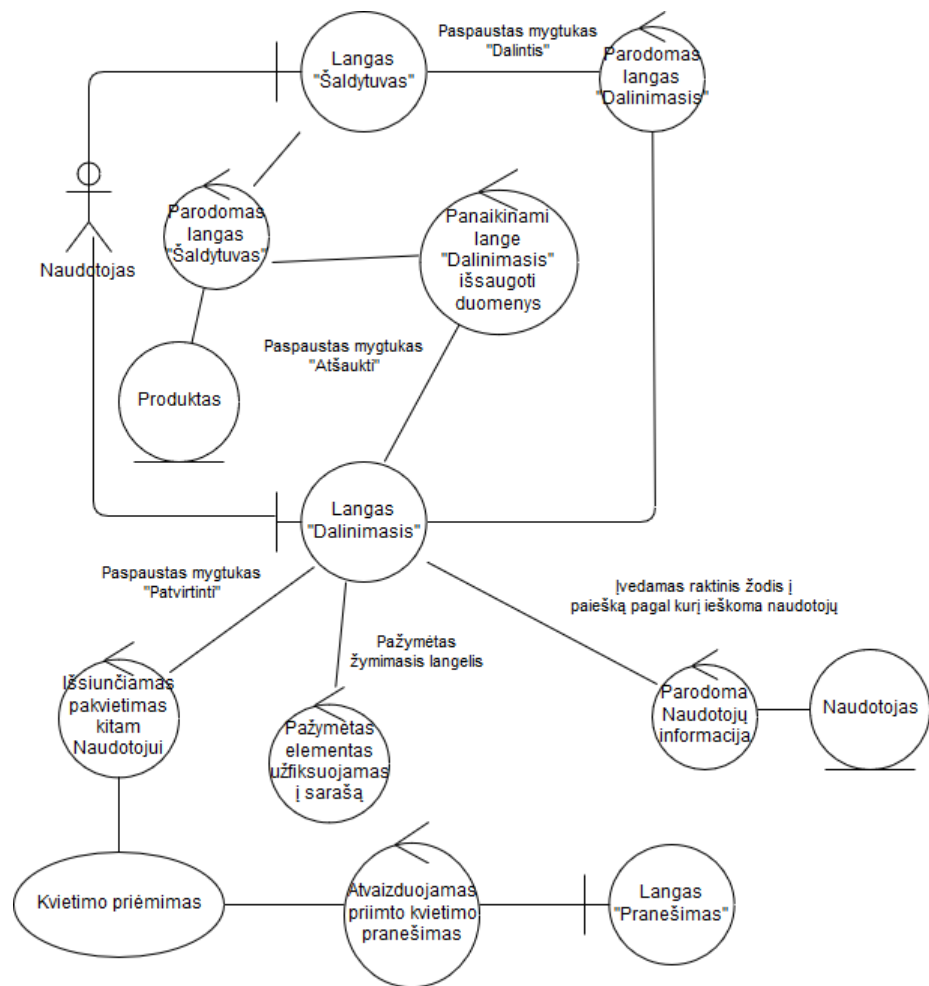 Paspaustas mygtukas
"Dalintis"
Langas
"Šaldytuvas"
Parodomas
langas
"Dalinimasis"
Parodomas
langas
"Šaldytuvas"
Panaikinami
lange
"Dalinimasis"
išsaugoti
duomenys
Naudotojas
Paspaustas mygtukas
"Atšaukti"
Produktas
Langas
"Dalinimasis"
Paspaustas mygtukas
"Patvirtinti"
Įvedamas raktinis žodis į
paiešką pagal kurį ieškoma naudotojų
Pažymėtas
žymimasis langelis
Išsiunčiamas
pakvietimas
kitam
Naudotojui
Pažymėtas
elementas
užfiksuojamas
į sarašą
Parodoma
Naudotojų
informacija
Naudotojas
Kvietimo priėmimas
Atvaizduojamas
priimto kvietimo
pranešimas
Langas
"Pranešimas"